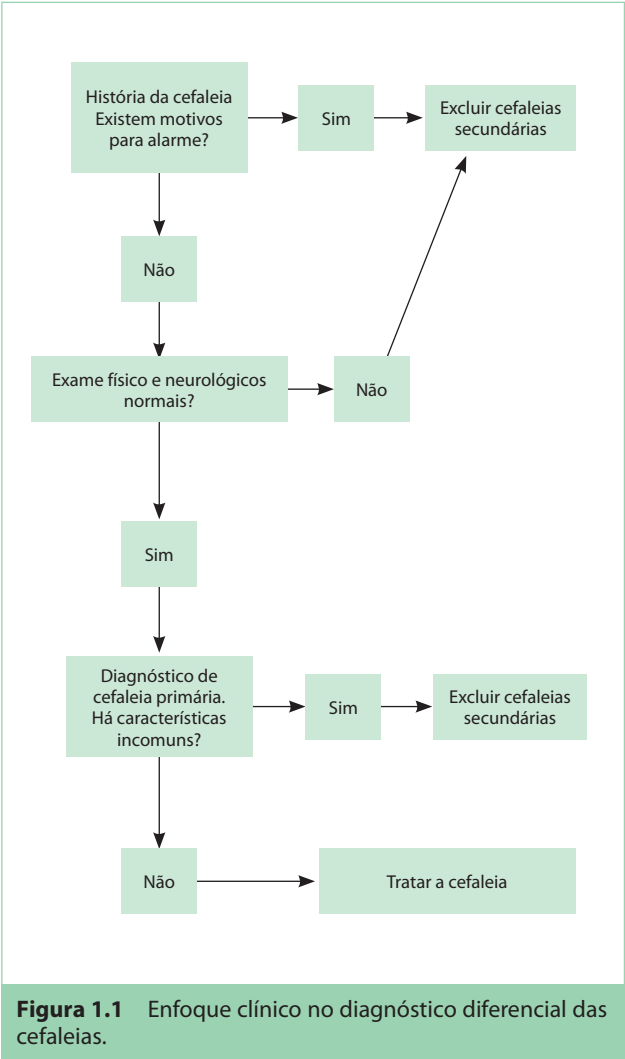 História da cefaleia
Existem motivos
para alarme?
Sim
Excluir cefaleias
secundárias
Não
Exame físico e neurológicos
normais?
Não
Sim
Diagnóstico de
cefaleia primária.
Há características
incomuns?
Sim
Excluir cefaleias
secundárias
Não
Tratar a cefaleia
Figura 1.1 Enfoque clínico no diagnóstico diferencial das
cefaleias.